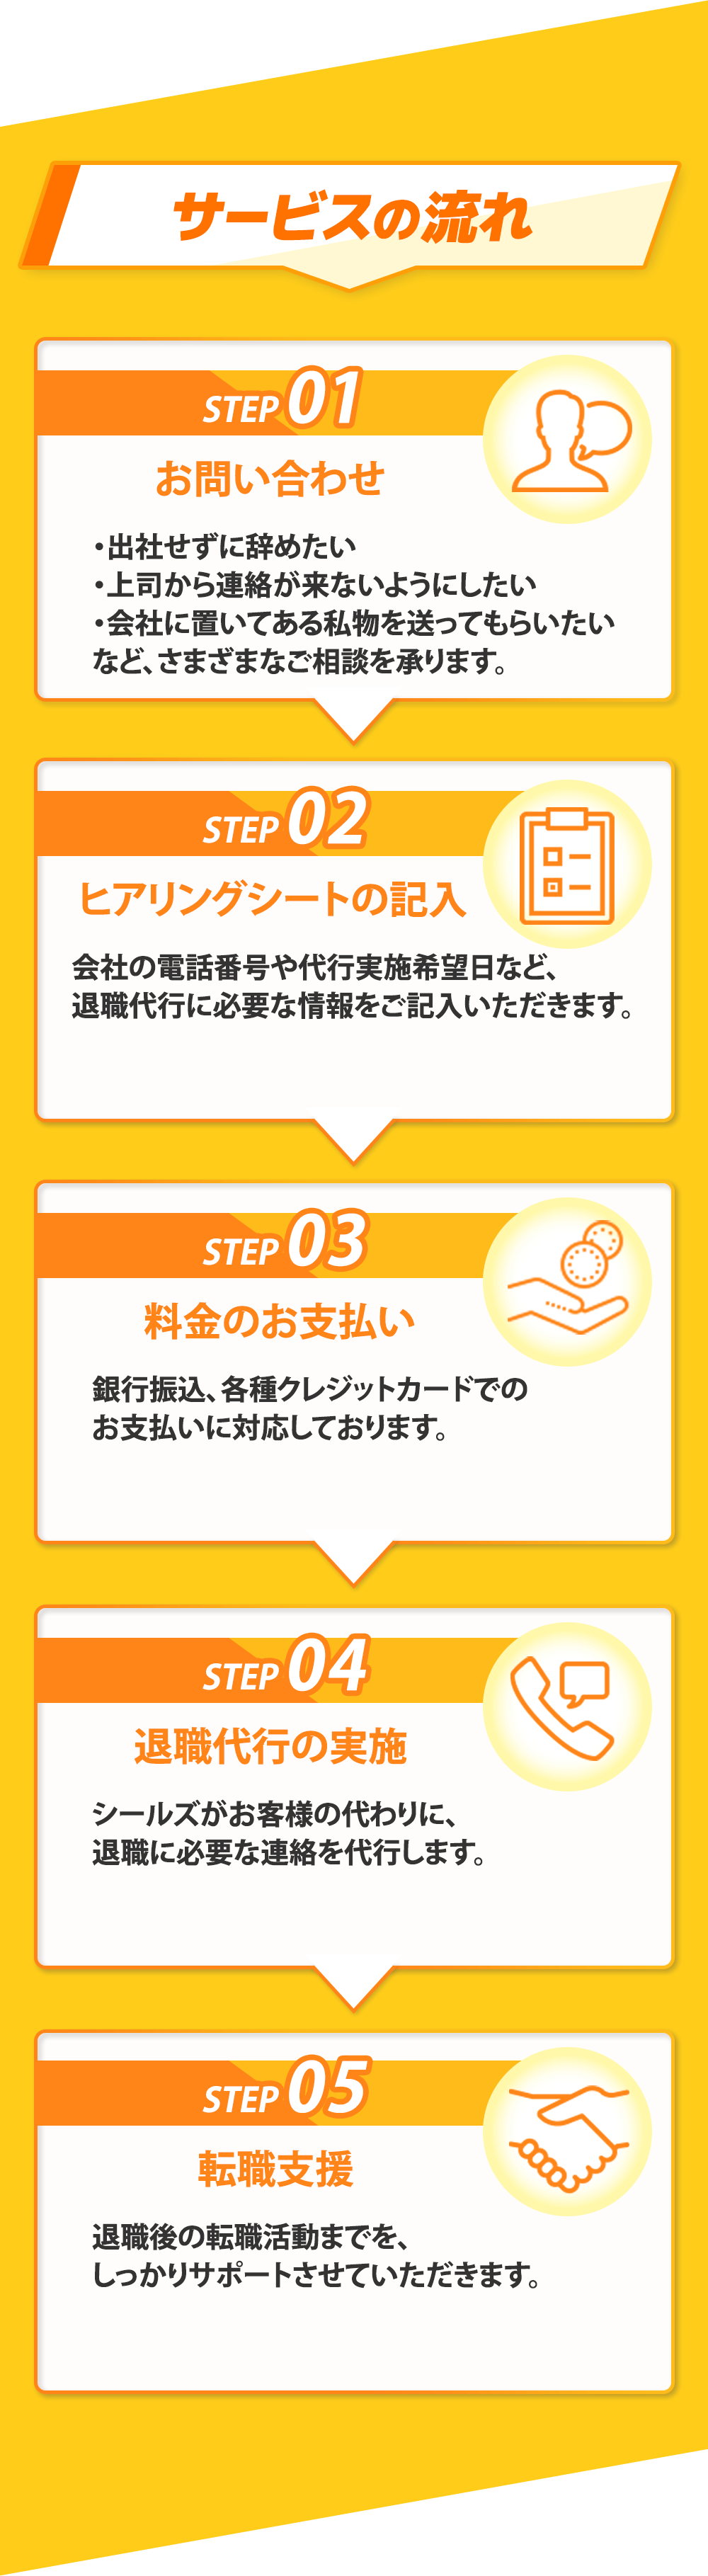 サービスの流れ
STEP 01
お問い合わせ
・出社せずに辞めたい
・上司から連絡が来ないようにしたい
・会社に置いてある私物を送ってもらいたい
など、さまざまなご相談を承ります。
STEP 02
ヒアリングシートの記入
会社の電話番号や代行実施希望日など、
退職代行に必要な情報をご記入いただきます。
STEP 03
料金のお支払い
銀行振込、各種クレジットカードでの
お支払いに対応しております。
STEP 04
退職代行の実施
シールズがお客様の代わりに、
退職に必要な連絡を代行します。
STEP 05
転職支援
退職後の転職活動までを、
しっかりサポートさせていただきます。